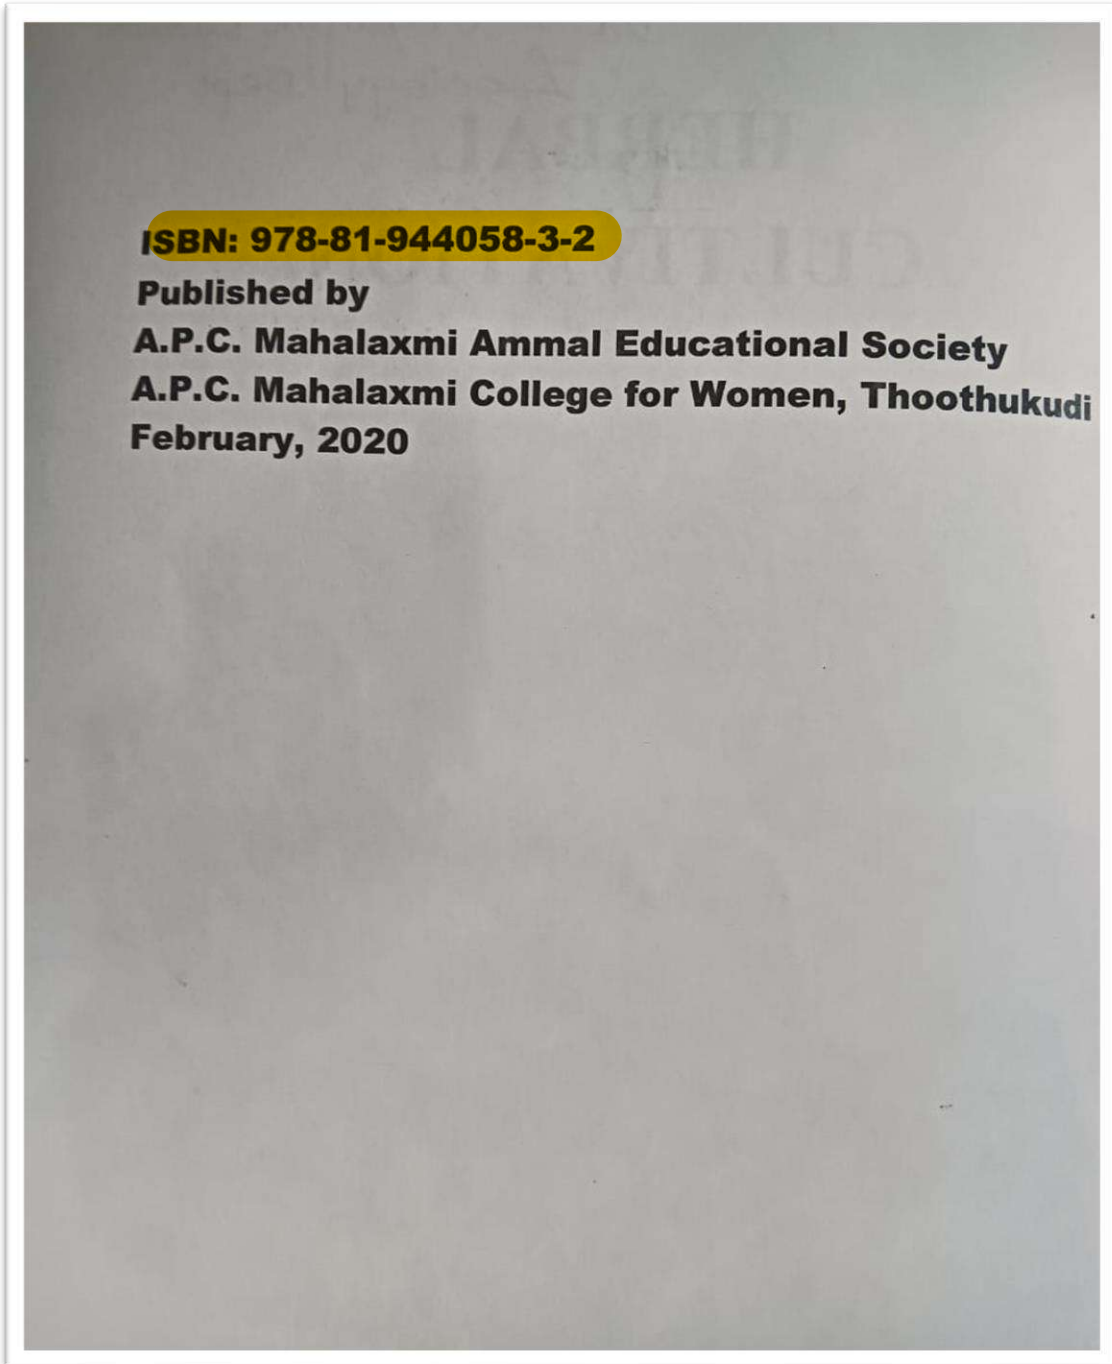 ISBN: 978-81-944058-3-2
Published by
A.P.C. Mahalaxmi Ammal Educational Society
A.P.C. Mahalaxmi College for Women, Thoothukudi
February, 2020